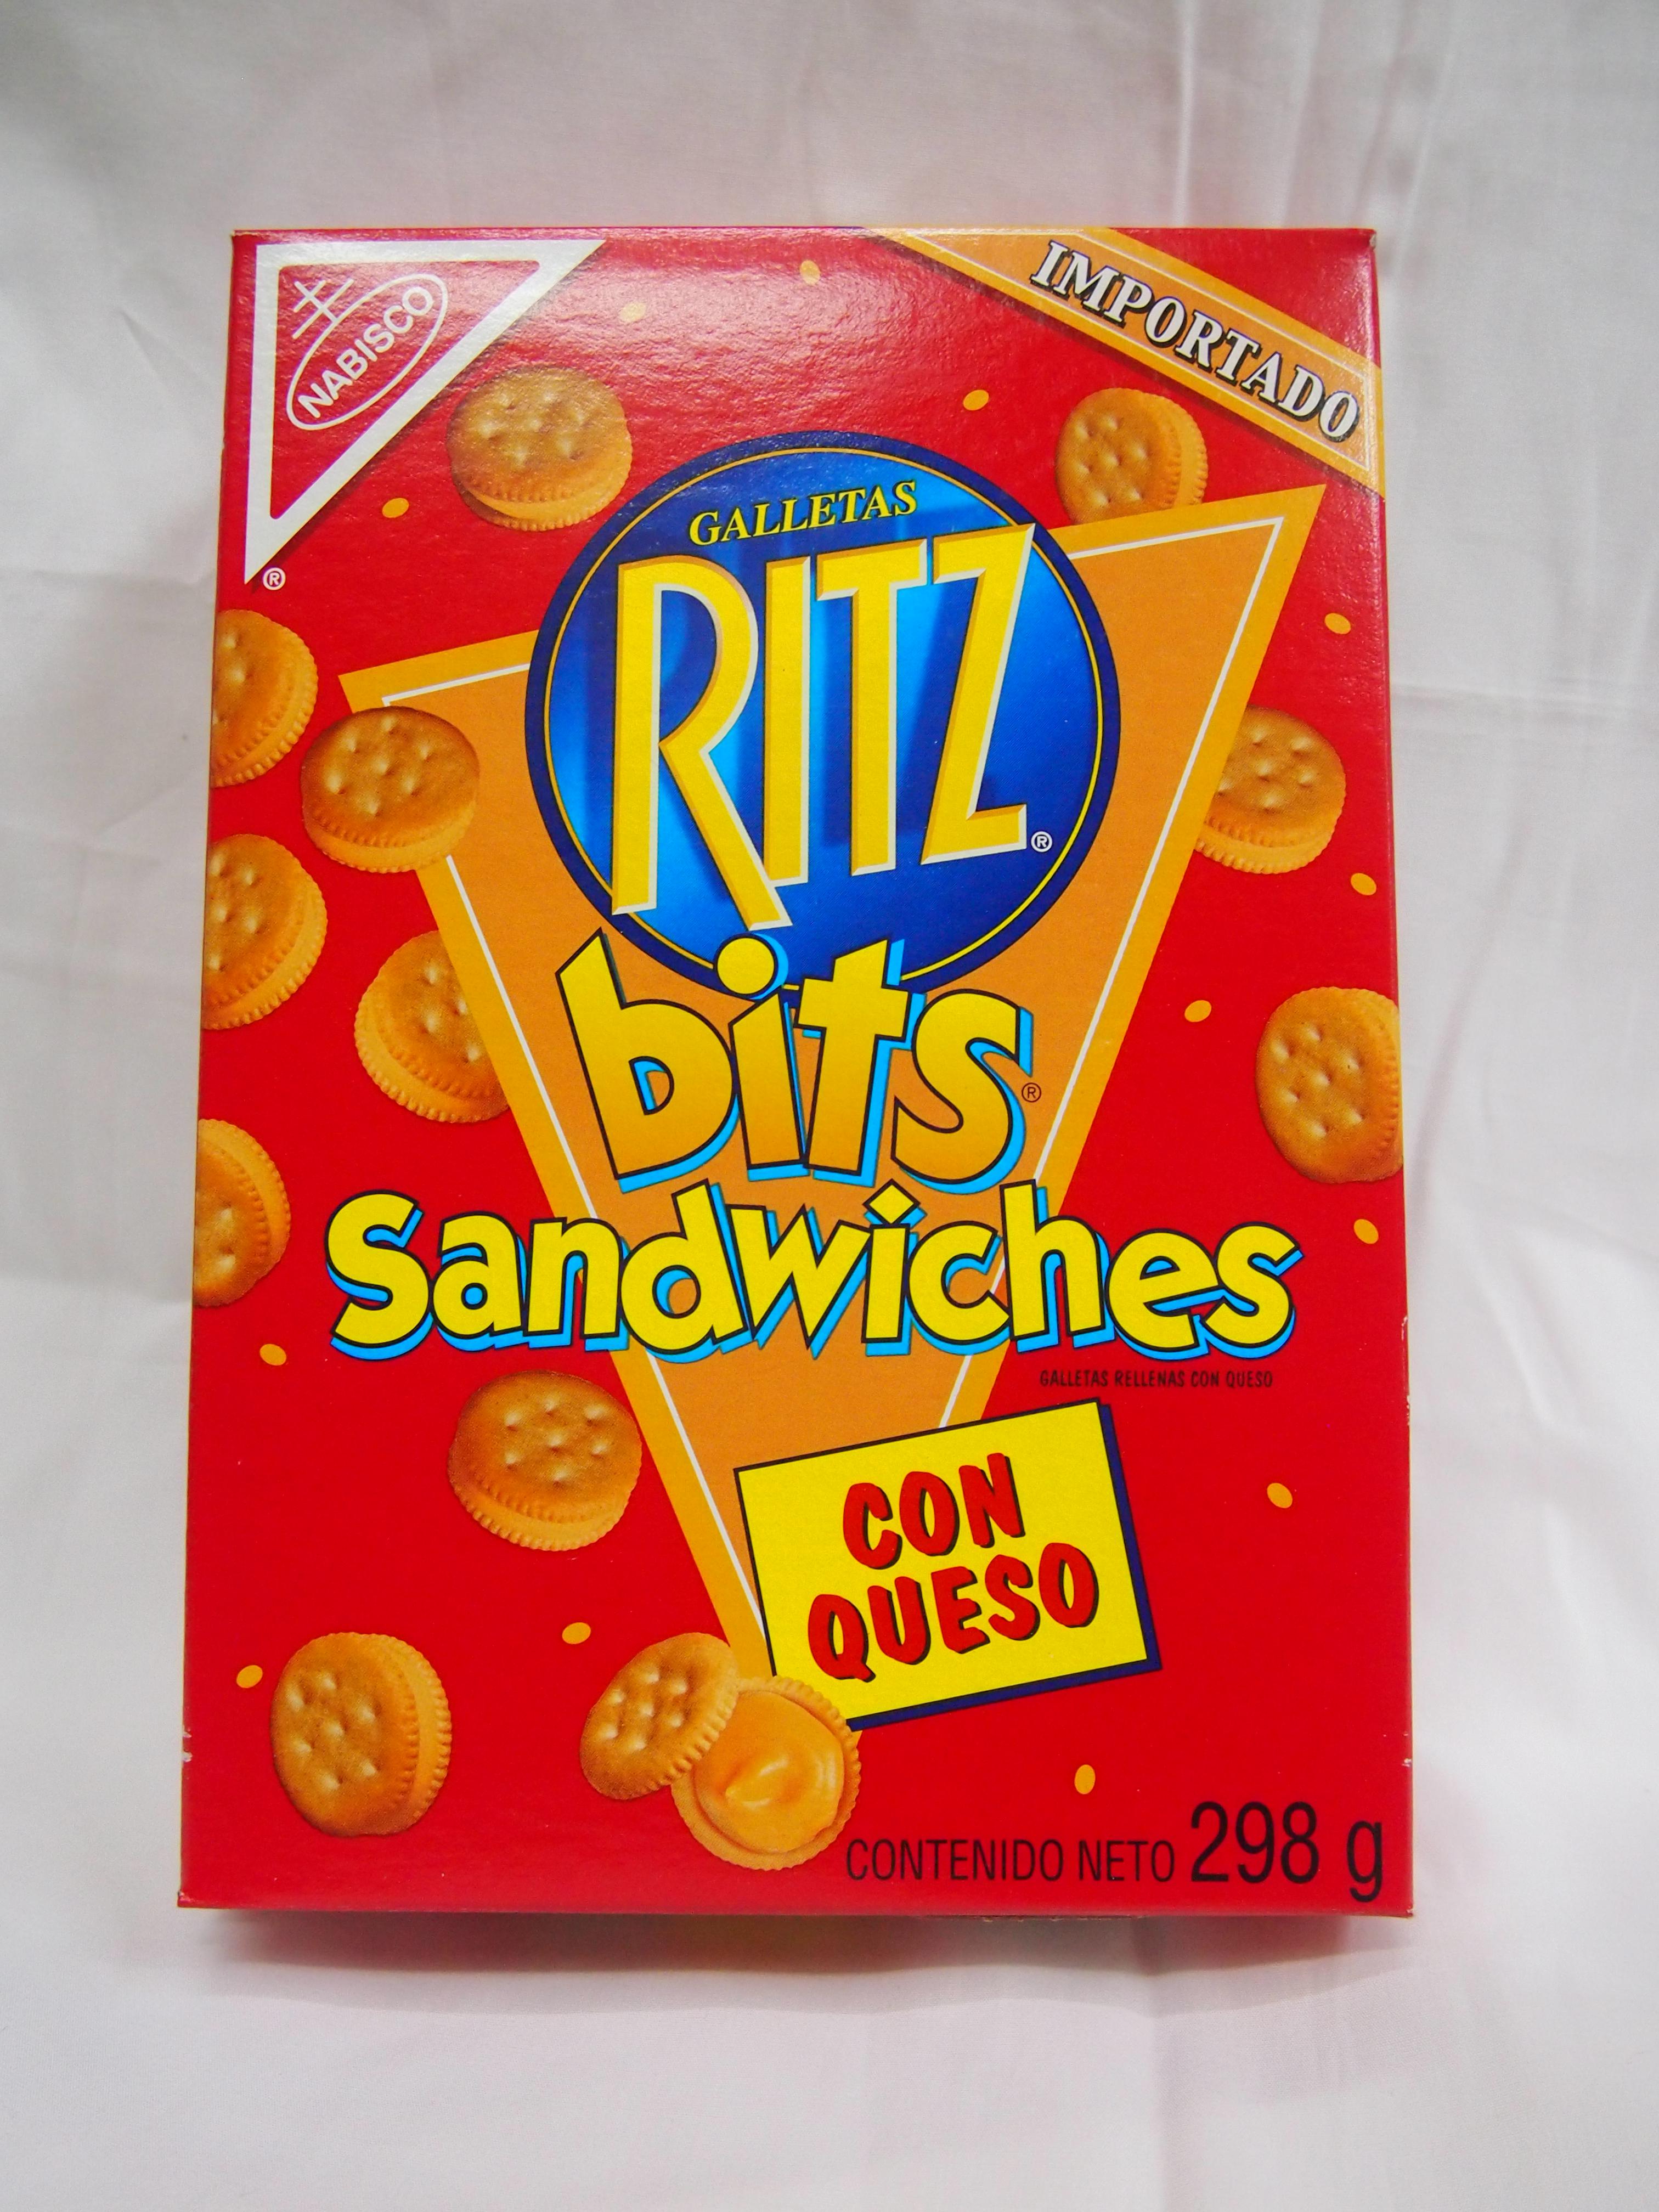 NABISCO
®
IMPORTADO
GALLETAS
RITZ®
bits®
Sandwiches
GALLETAS RELLENAS CON QUESO
CON
QUESO
CONTENIDO NETO 298 g